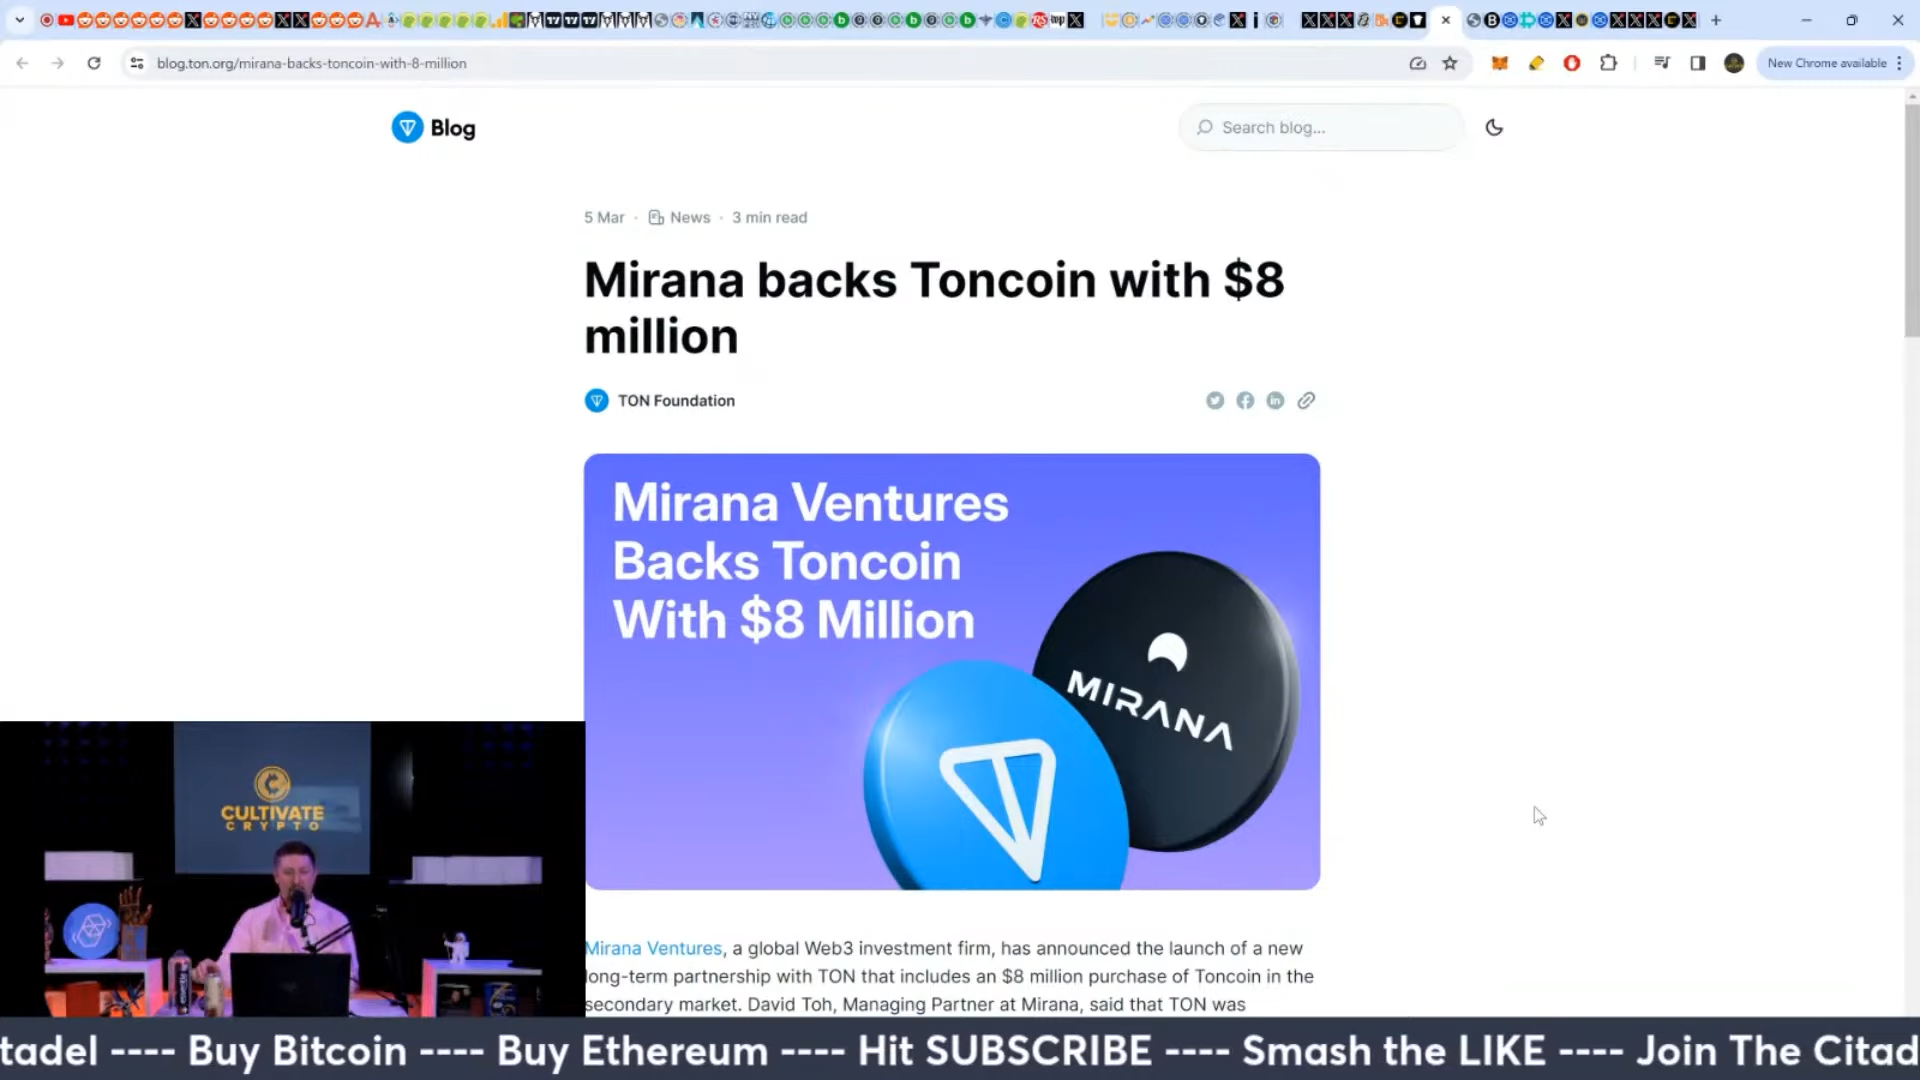 blog.ton.org/mirana-backs-toncoin-with-8-million
New Chrome available
Blog
Search blog...
5 Mar · News · 3 min read
Mirana backs Toncoin with $8
million
TON Foundation
Mirana Ventures
Backs Toncoin
With $8 Million
MIRANA
Mirana Ventures, a global Web3 investment firm, has announced the launch of a new
long-term partnership with TON that includes an $8 million purchase of Toncoin in the
secondary market. David Toh, Managing Partner at Mirana, said that TON was
CULTIVATE
CRYPTO
tadel ---- Buy Bitcoin ---- Buy Ethereum ---- Hit SUBSCRIBE ---- Smash the LIKE ---- Join The Citad